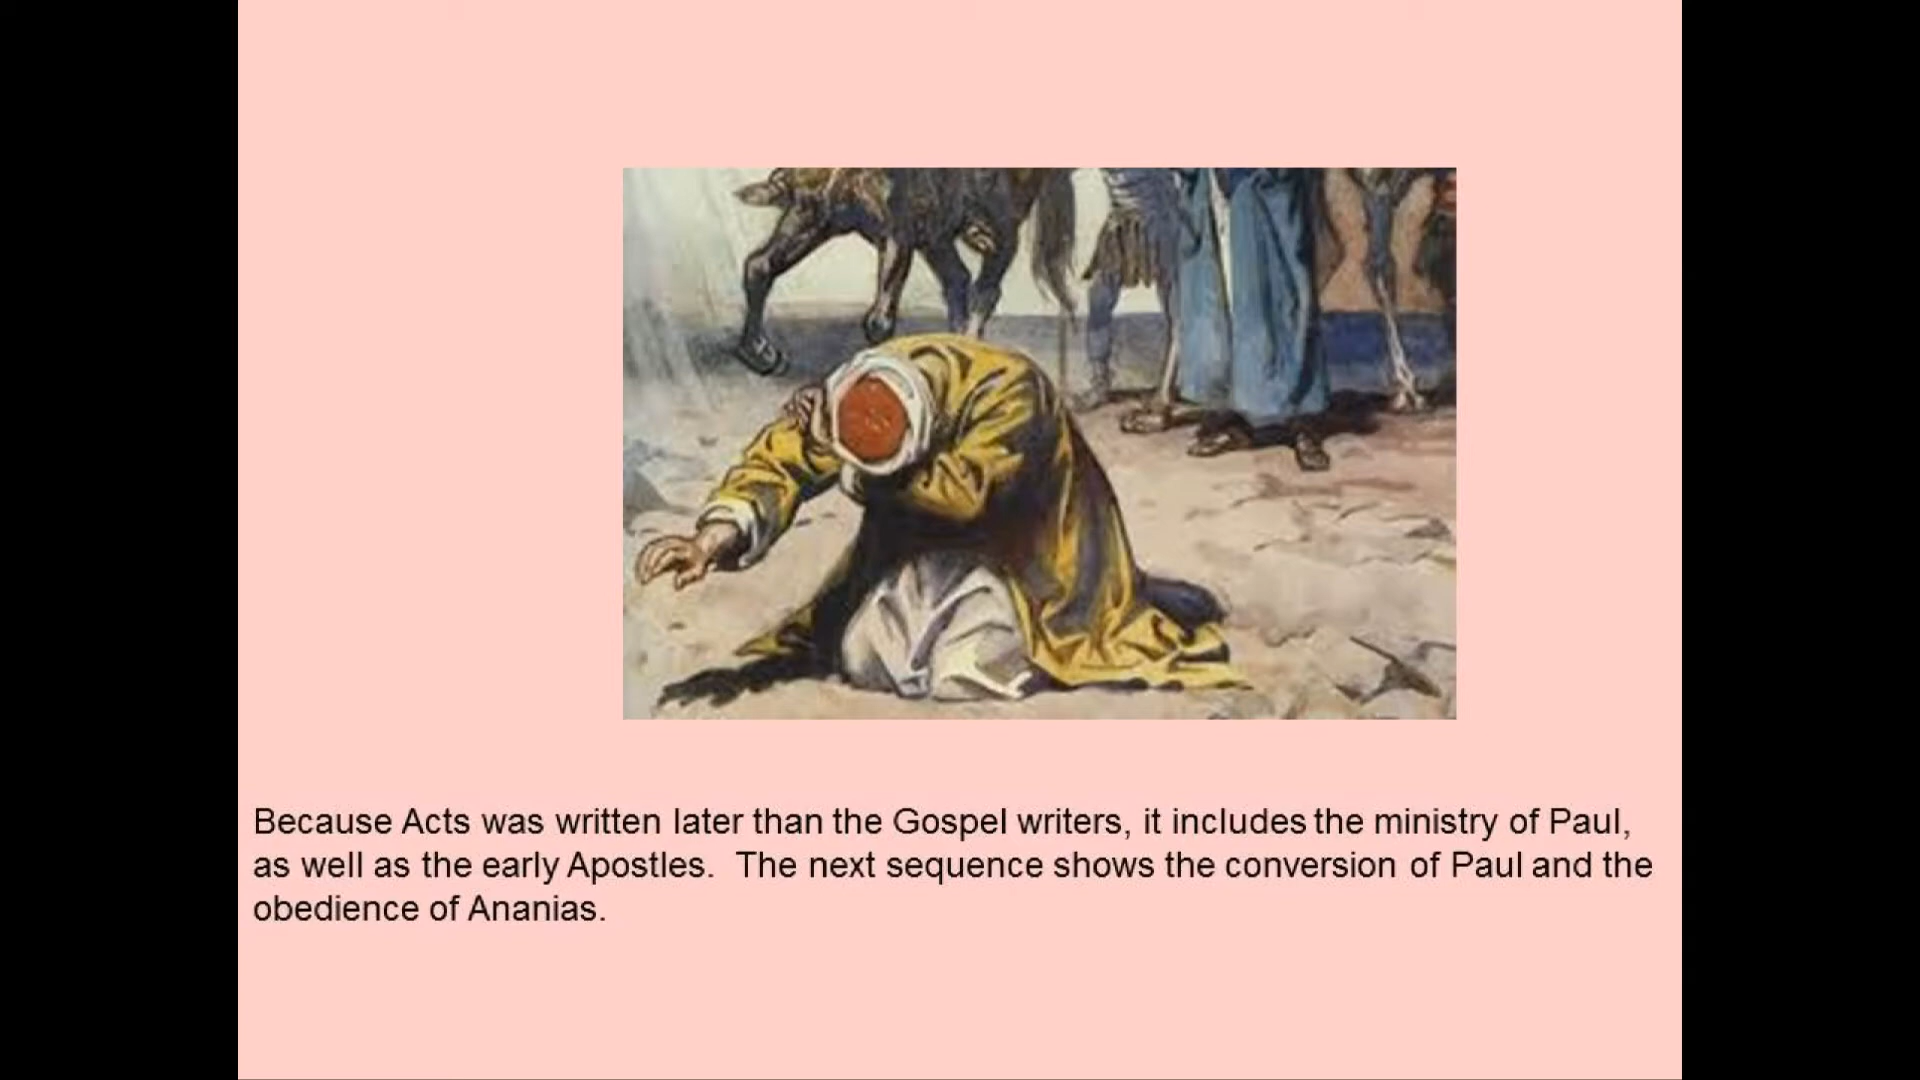 Because Acts was written later than the Gospel writers, it includes the ministry of Paul,
as well as the early Apostles.  The next sequence shows the conversion of Paul and the
obedience of Ananias.